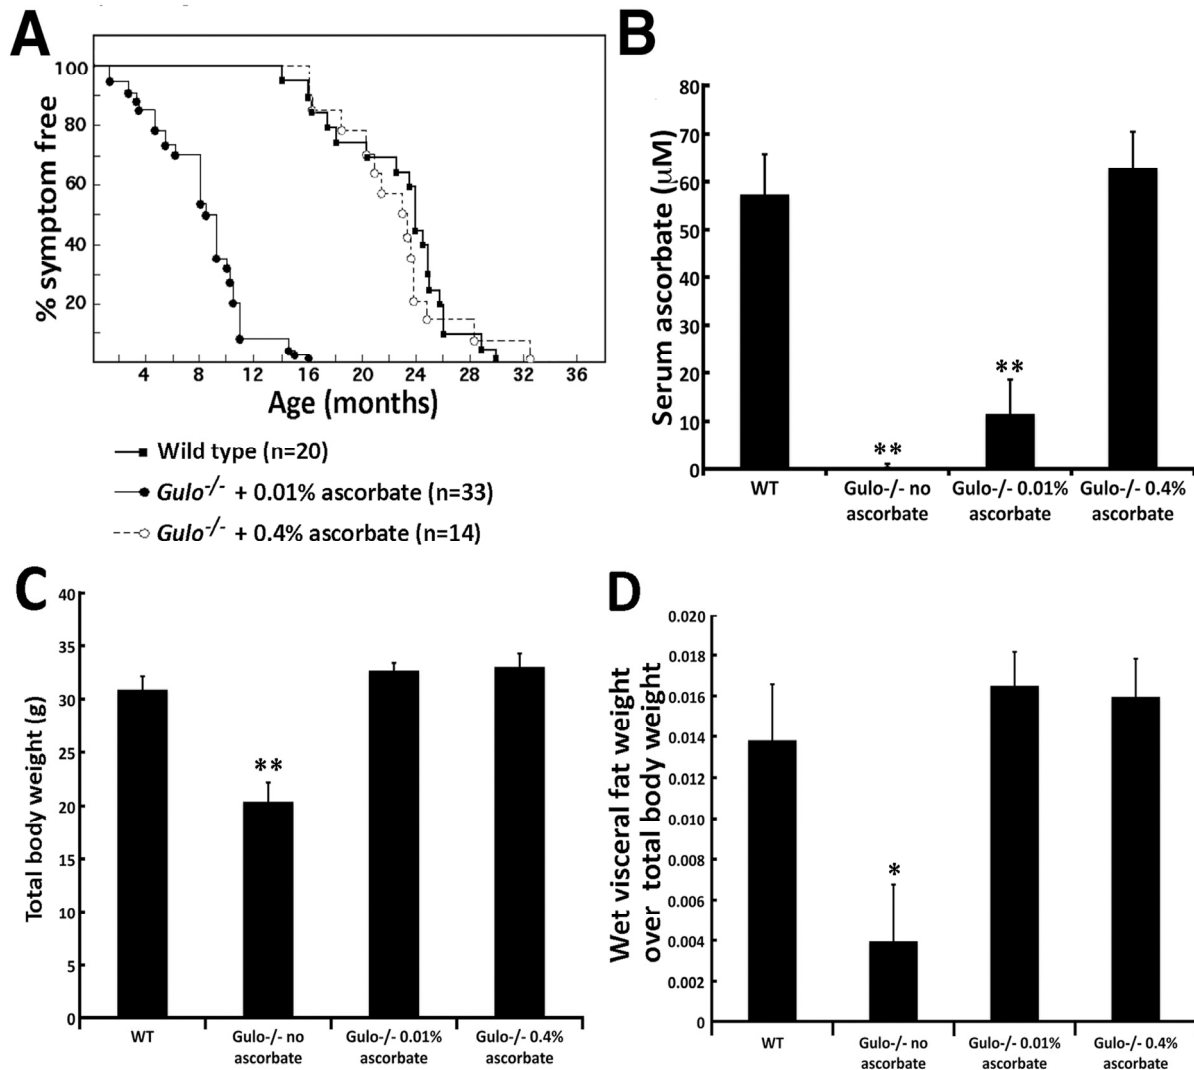 A
% symptom free
100
80
60
40
20
4 8 12 16 20 24 28 32 36
Age (months)
Wild type (n=20)
Gulo-/- + 0.01% ascorbate (n=33)
Gulo-/- + 0.4% ascorbate (n=14)
B
Serum ascorbate (μM)
80
70
60
50
40
30
20
10
0
**
**
WT Gulo-/- no Gulo-/- 0.01% Gulo-/- 0.4%
ascorbate ascorbate ascorbate
C
Total body weight (g)
40
35
30
25
20
15
10
5
0
**
WT Gulo-/- no Gulo-/- 0.01% Gulo-/- 0.4%
ascorbate ascorbate ascorbate
D
Wet visceral fat weight
over total body weight
0.020
0.018
0.016
0.014
0.012
0.010
0.008
0.006
0.004
0.002
0
*
WT Gulo-/- no Gulo-/- 0.01% Gulo-/- 0.4%
ascorbate ascorbate ascorbate